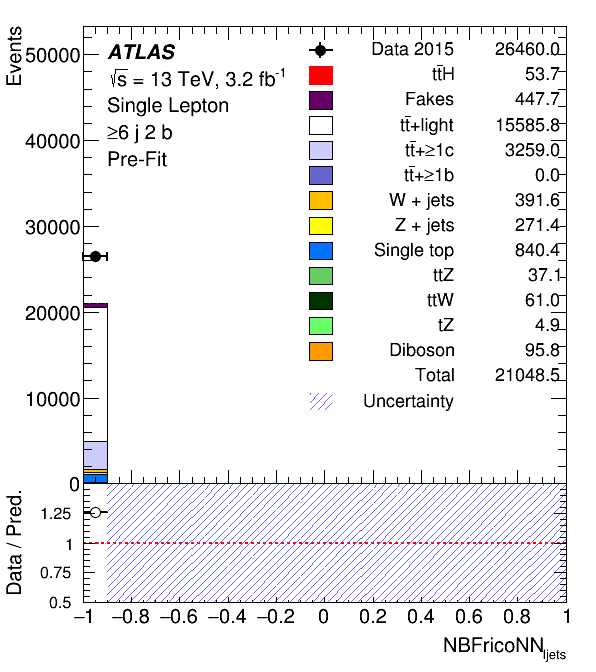 Events
50000
40000
30000
20000
10000
0
ATLAS
√s = 13 TeV, 3.2 fb⁻¹
Single Lepton
≥6 j 2 b
Pre-Fit
Data 2015 26460.0
tt̄H 53.7
Fakes 447.7
tt̄+light 15585.8
tt̄+≥1c 3259.0
tt̄+≥1b 0.0
W + jets 391.6
Z + jets 271.4
Single top 840.4
ttZ 37.1
ttW 61.0
tZ 4.9
Diboson 95.8
Total 21048.5
Uncertainty
Data / Pred.
1.25
1
0.75
0.5
−1 −0.8 −0.6 −0.4 −0.2 0 0.2 0.4 0.6 0.8 1
NBFricoNN_ljets